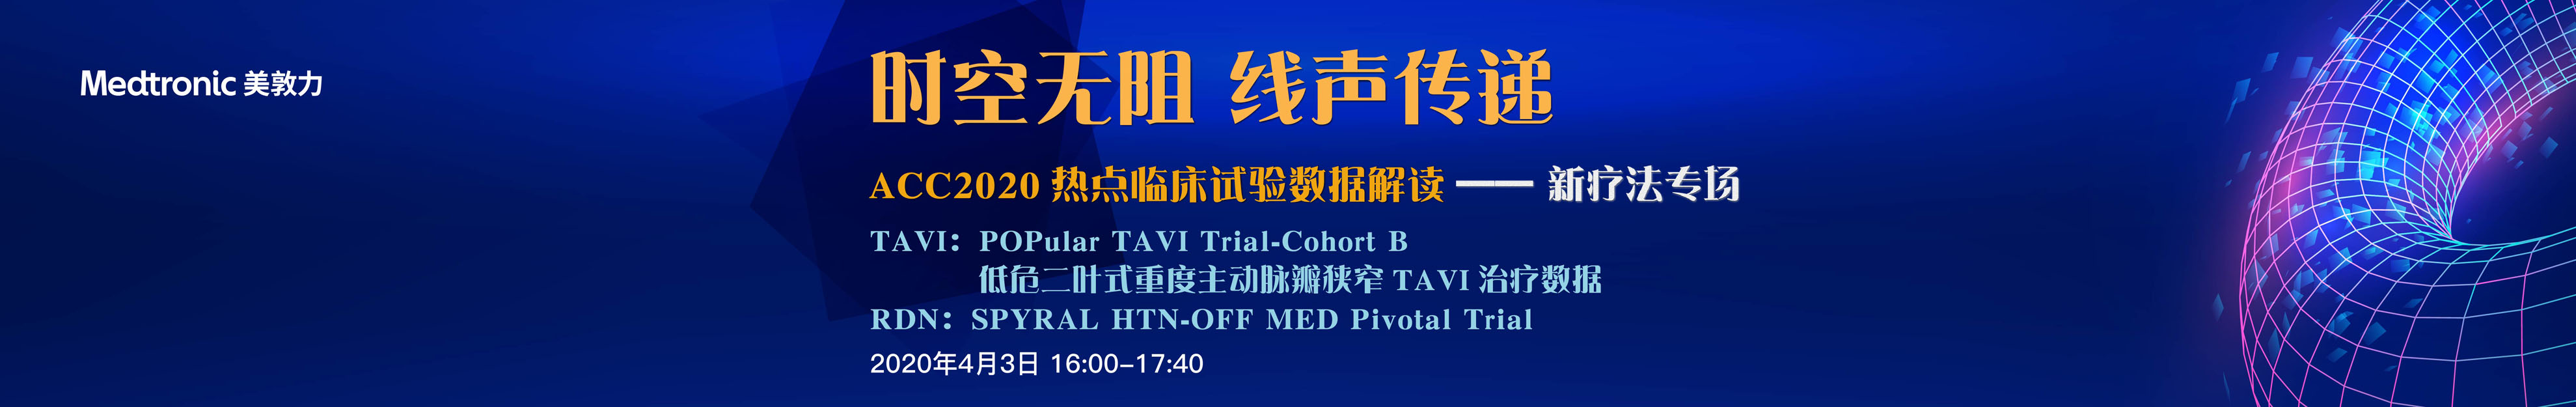 Medtronic 美敦力
时空无阻 线声传递
ACC2020 热点临床试验数据解读 —— 新疗法专场
TAVI：POPular TAVI Trial-Cohort B
低危二叶式重度主动脉瓣狭窄 TAVI 治疗数据
RDN：SPYRAL HTN-OFF MED Pivotal Trial
2020年4月3日 16:00-17:40